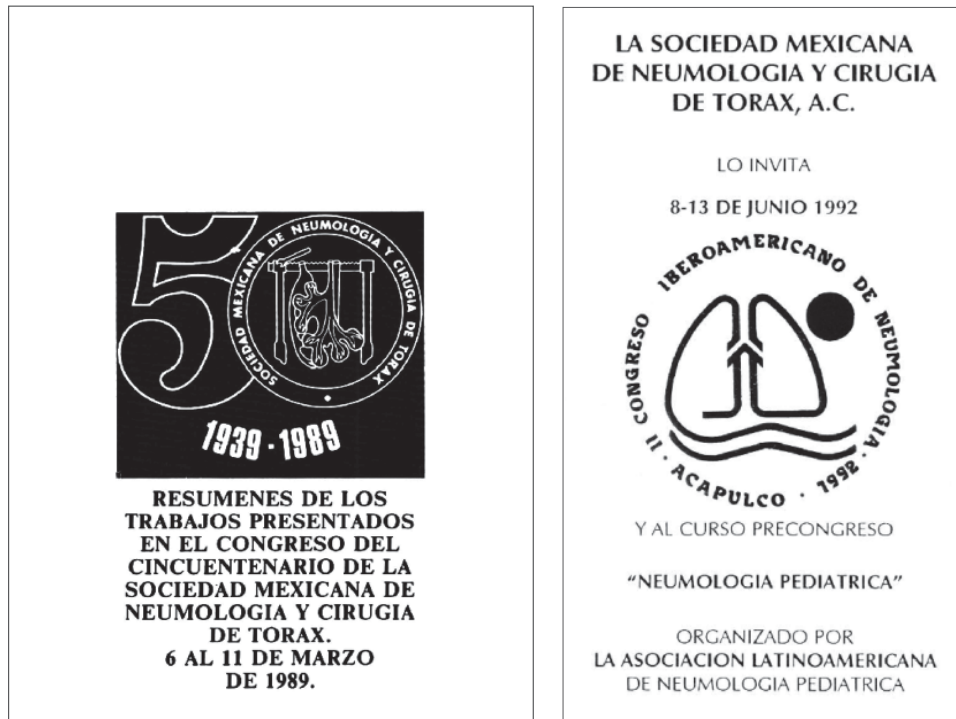 50
SOCIEDAD MEXICANA DE NEUMOLOGIA Y CIRUGIA DE TORAX
1939 - 1989
RESUMENES DE LOS
TRABAJOS PRESENTADOS
EN EL CONGRESO DEL
CINCUENTENARIO DE LA
SOCIEDAD MEXICANA DE
NEUMOLOGIA Y CIRUGIA
DE TORAX.
6 AL 11 DE MARZO
DE 1989.
LA SOCIEDAD MEXICANA
DE NEUMOLOGIA Y CIRUGIA
DE TORAX, A.C.
LO INVITA
8-13 DE JUNIO 1992
II CONGRESO IBEROAMERICANO DE NEUMOLOGIA · ACAPULCO · 1992 ·
Y AL CURSO PRECONGRESO
“NEUMOLOGIA PEDIATRICA”
ORGANIZADO POR
LA ASOCIACION LATINOAMERICANA
DE NEUMOLOGIA PEDIATRICA